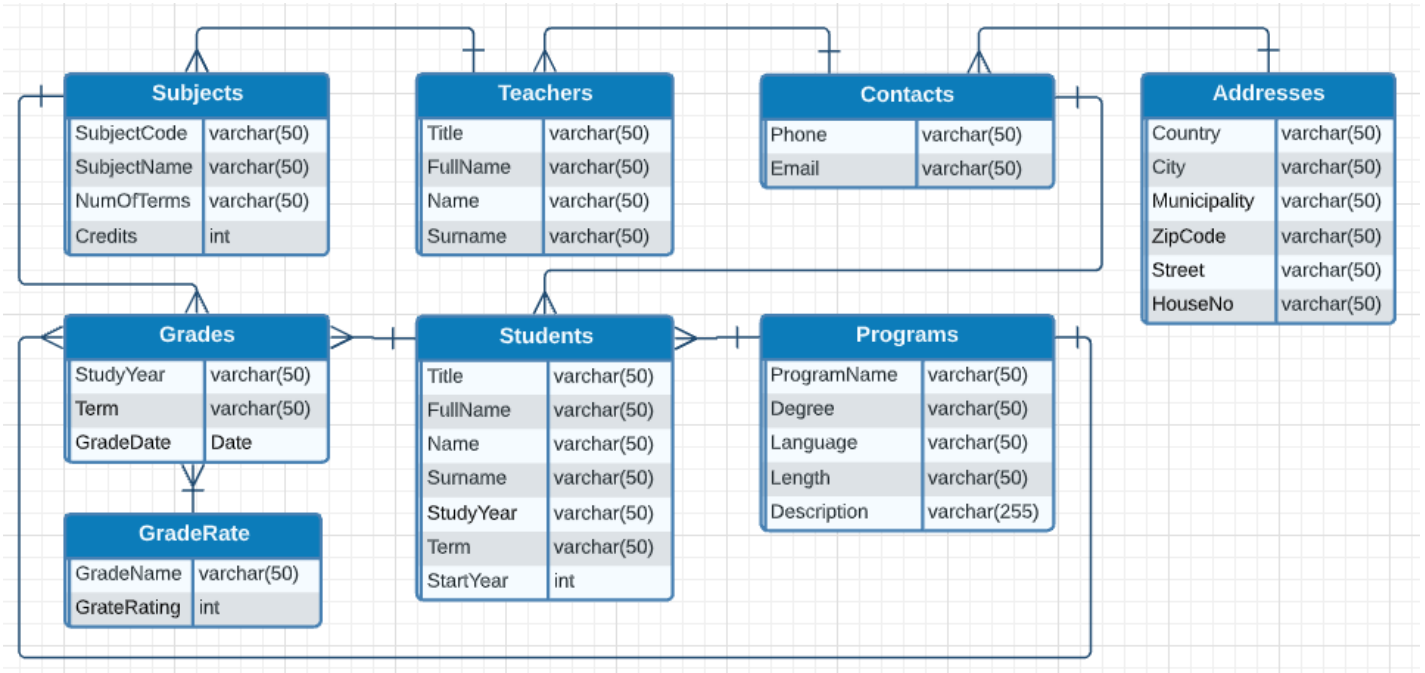 Subjects
SubjectCode varchar(50)
SubjectName varchar(50)
NumOfTerms varchar(50)
Credits int
Teachers
Title varchar(50)
FullName varchar(50)
Name varchar(50)
Surname varchar(50)
Contacts
Phone varchar(50)
Email varchar(50)
Addresses
Country varchar(50)
City varchar(50)
Municipality varchar(50)
ZipCode varchar(50)
Street varchar(50)
HouseNo varchar(50)
Grades
StudyYear varchar(50)
Term varchar(50)
GradeDate Date
Students
Title varchar(50)
FullName varchar(50)
Name varchar(50)
Surname varchar(50)
StudyYear varchar(50)
Term varchar(50)
StartYear int
Programs
ProgramName varchar(50)
Degree varchar(50)
Language varchar(50)
Length varchar(50)
Description varchar(255)
GradeRate
GradeName varchar(50)
GrateRating int